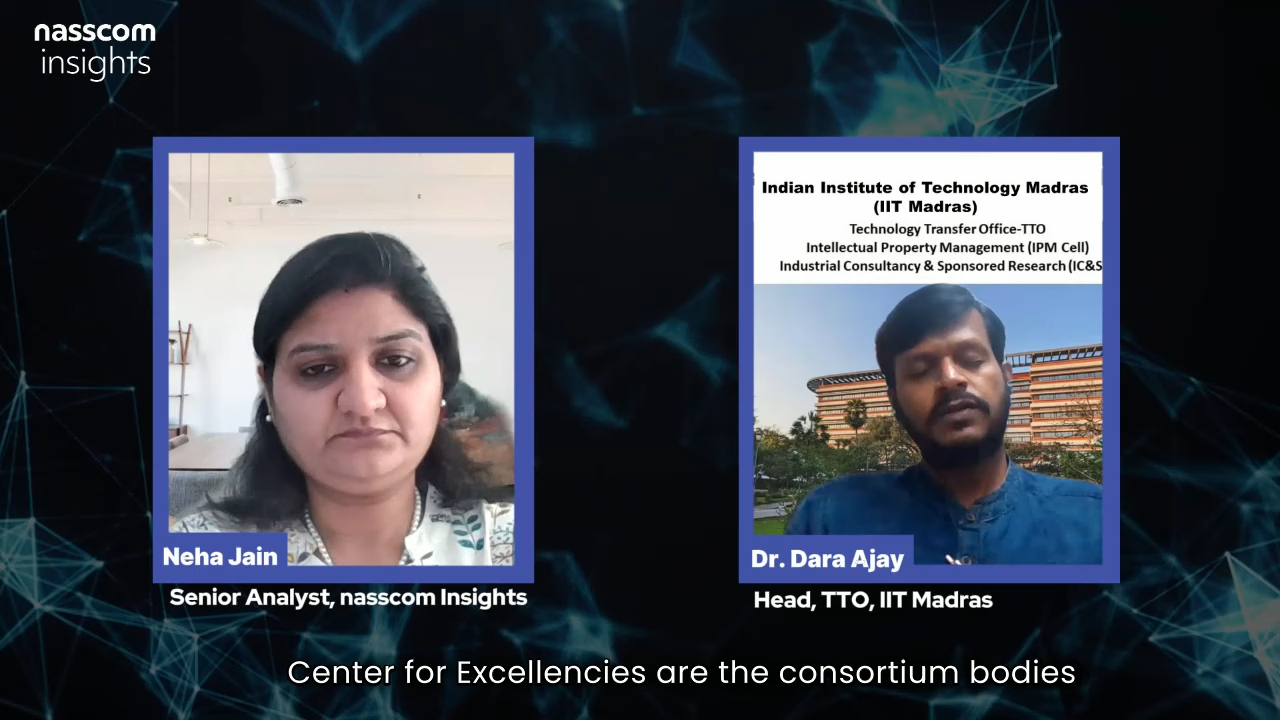 nasscom
insights
Indian Institute of Technology Madras
(IIT Madras)
Technology Transfer Office-TTO
Intellectual Property Management (IPM Cell)
Industrial Consultancy & Sponsored Research (IC&S
Neha Jain
Senior Analyst, nasscom Insights
Dr. Dara Ajay
Head, TTO, IIT Madras
Center for Excellencies are the consortium bodies